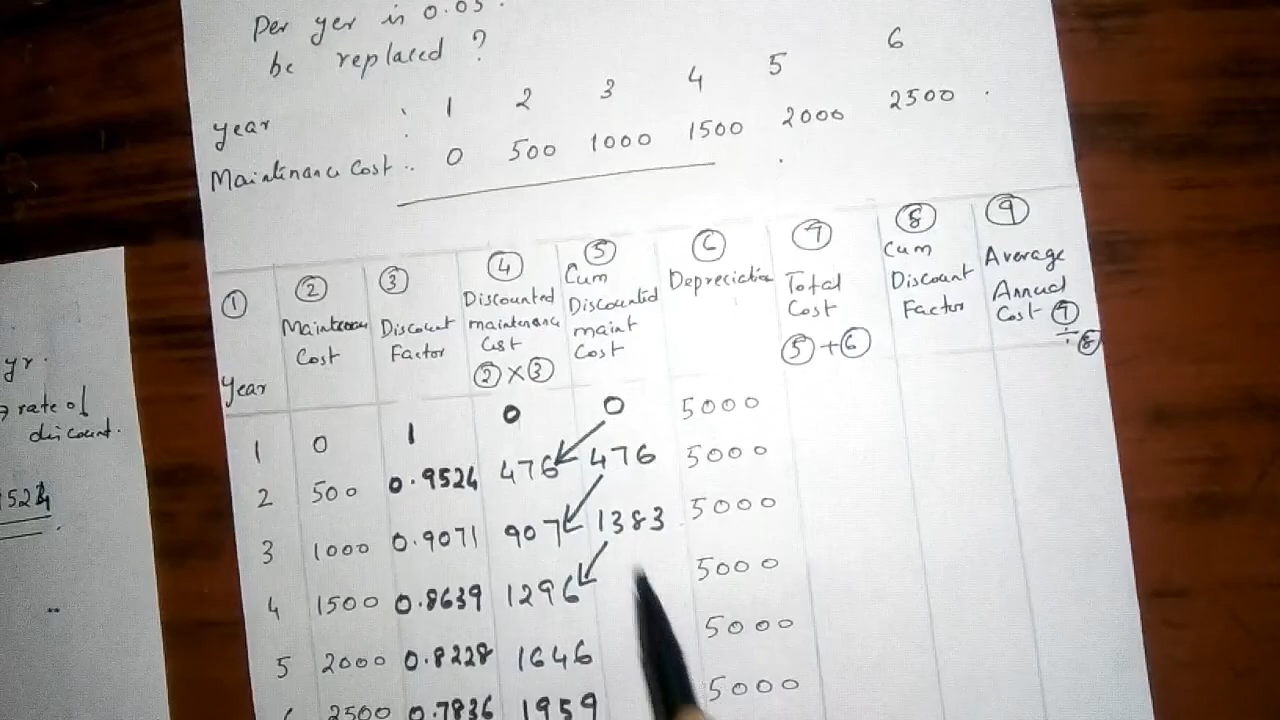 Per yer is 0.05.
be replaced ?
year : 1 2 3 4 5 6
Maintinance Cost .. 0 500 1000 1500 2000 2500 .
① ② ③ ④ ⑤ ⑥ ⑦ ⑧ ⑨
year
Cost
Discount
Factor
Discounted
maintenance
Cost
② X ③
Cum
Discounted
maint
Cost
Depreciation
Total
Cost
⑤ + ⑥
Cum
Discount
Factor
Average
Annual
Cost ⑦
÷ ⑧
1 0 1 0 0 5000
2 500 0.9524 476 476 5000
3 1000 0.9071 907 1383 5000
4 1500 0.8639 1296 5000
5 2000 0.8228 1646 5000
2500 0.7836 1959 5000
yr.
rate of
discount.